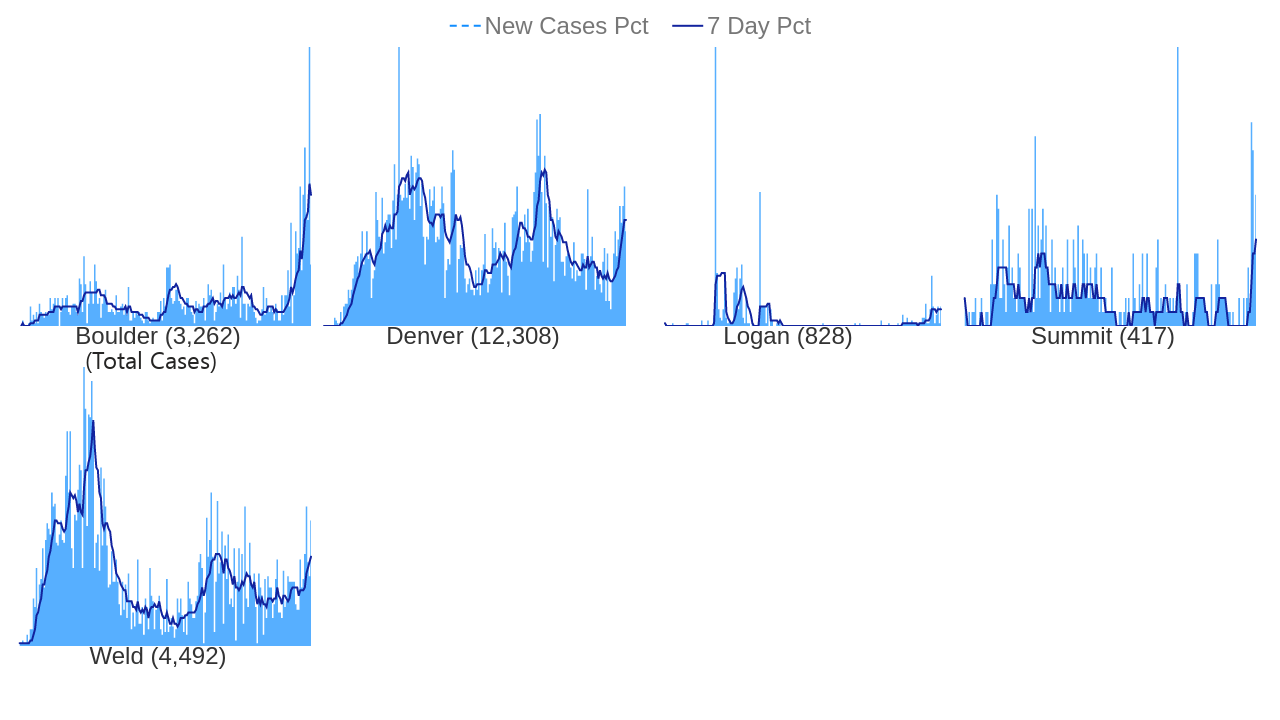 New Cases Pct 7 Day Pct
Boulder (3,262)
(Total Cases)
Denver (12,308)
Logan (828)
Summit (417)
Weld (4,492)